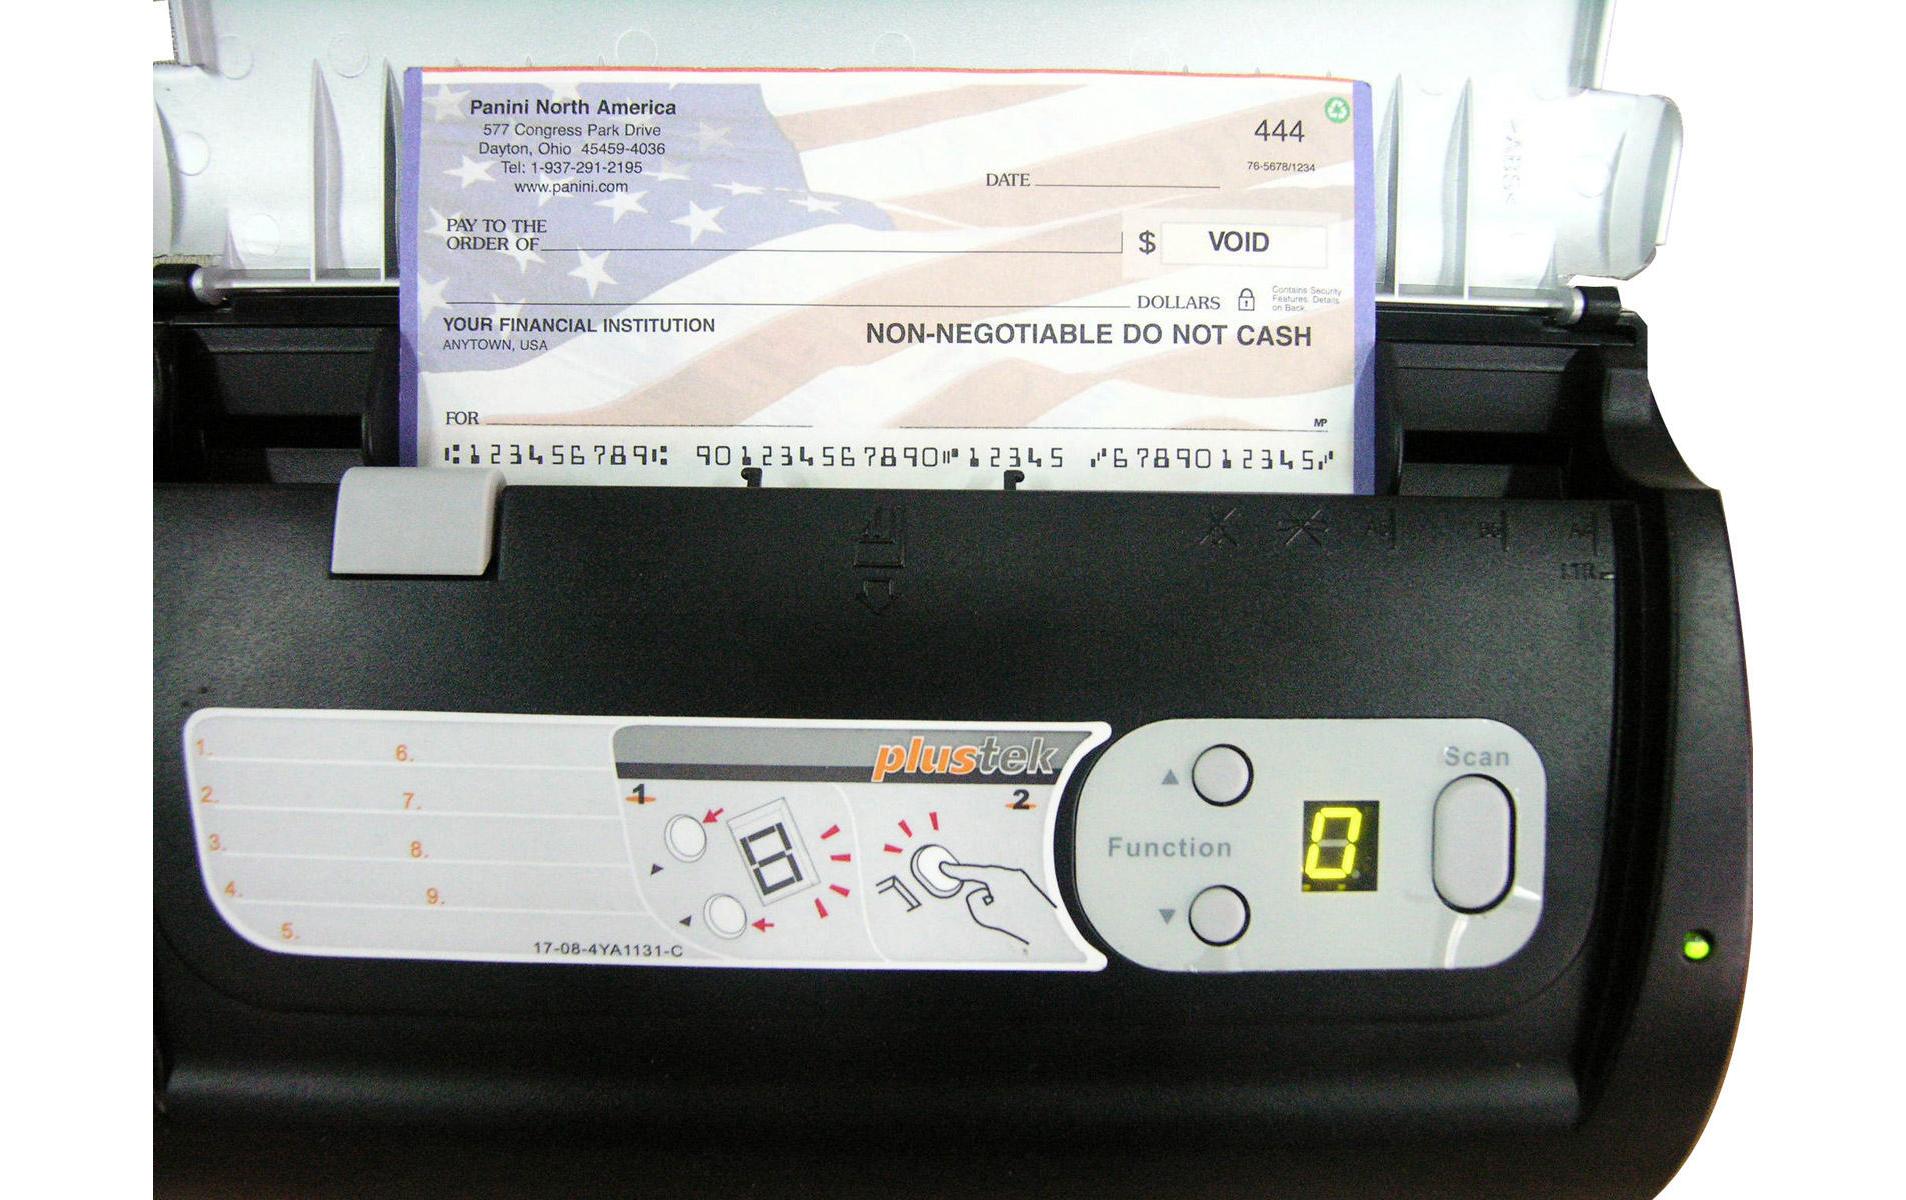 Panini North America
577 Congress Park Drive
Dayton, Ohio 45459-4036
Tel: 1-937-291-2195
www.panini.com
444
76-5678/1234
DATE
PAY TO THE
ORDER OF
$ VOID
DOLLARS
Contains Security
Features. Details
on Back.
YOUR FINANCIAL INSTITUTION
ANYTOWN, USA
NON-NEGOTIABLE DO NOT CASH
FOR
MP
⑆123456789⑆ 901234567890⑈12345 ⑇6789012345⑇
LTR
plustek
1.
2.
3.
4.
5.
6.
7.
8.
9.
1
8
2
17-08-4YA1131-C
Function
0
Scan